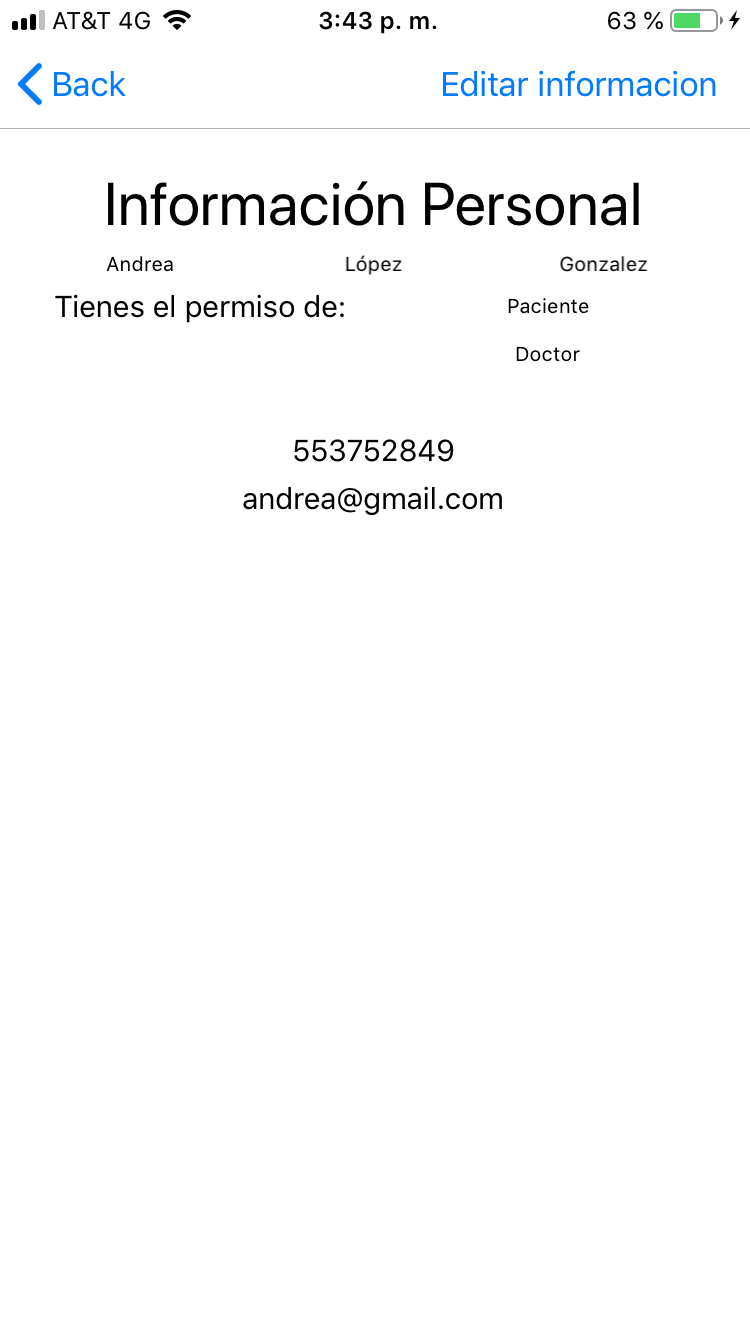 AT&T 4G 3:43 p. m. 63 %
Back Editar informacion
Información Personal
Andrea López Gonzalez
Tienes el permiso de: Paciente
Doctor
553752849
andrea@gmail.com